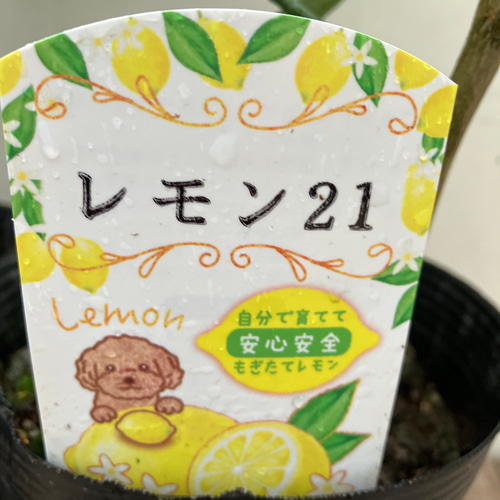 レモン21
Lemon
自分で育てて
安心安全
もぎたてレモン